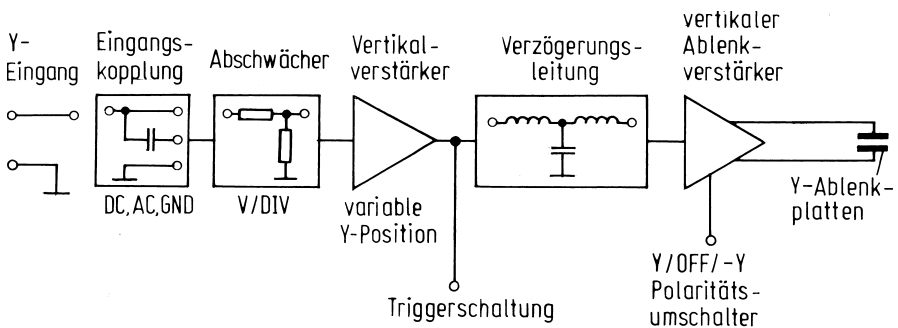 Y-
Eingang
Eingangs-
kopplung
DC, AC, GND
Abschwächer
V/DIV
Vertikal-
verstärker
variable
Y-Position
Triggerschaltung
Verzögerungs-
leitung
vertikaler
Ablenk-
verstärker
Y/OFF/-Y
Polaritäts-
umschalter
Y-Ablenk-
platten